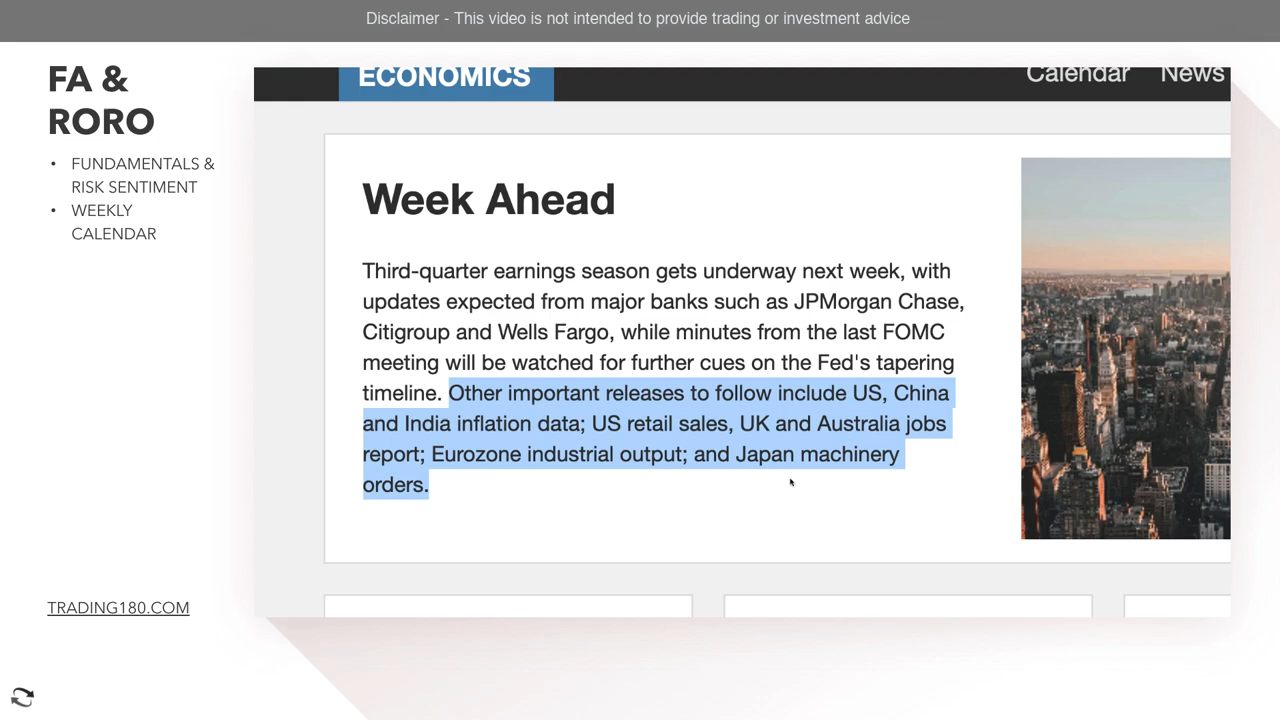 Disclaimer - This video is not intended to provide trading or investment advice
FA &
RORO
• FUNDAMENTALS &
RISK SENTIMENT
• WEEKLY
CALENDAR
TRADING180.COM
ECONOMICS
Calendar News
Week Ahead
Third-quarter earnings season gets underway next week, with
updates expected from major banks such as JPMorgan Chase,
Citigroup and Wells Fargo, while minutes from the last FOMC
meeting will be watched for further cues on the Fed's tapering
timeline. Other important releases to follow include US, China
and India inflation data; US retail sales, UK and Australia jobs
report; Eurozone industrial output; and Japan machinery
orders.